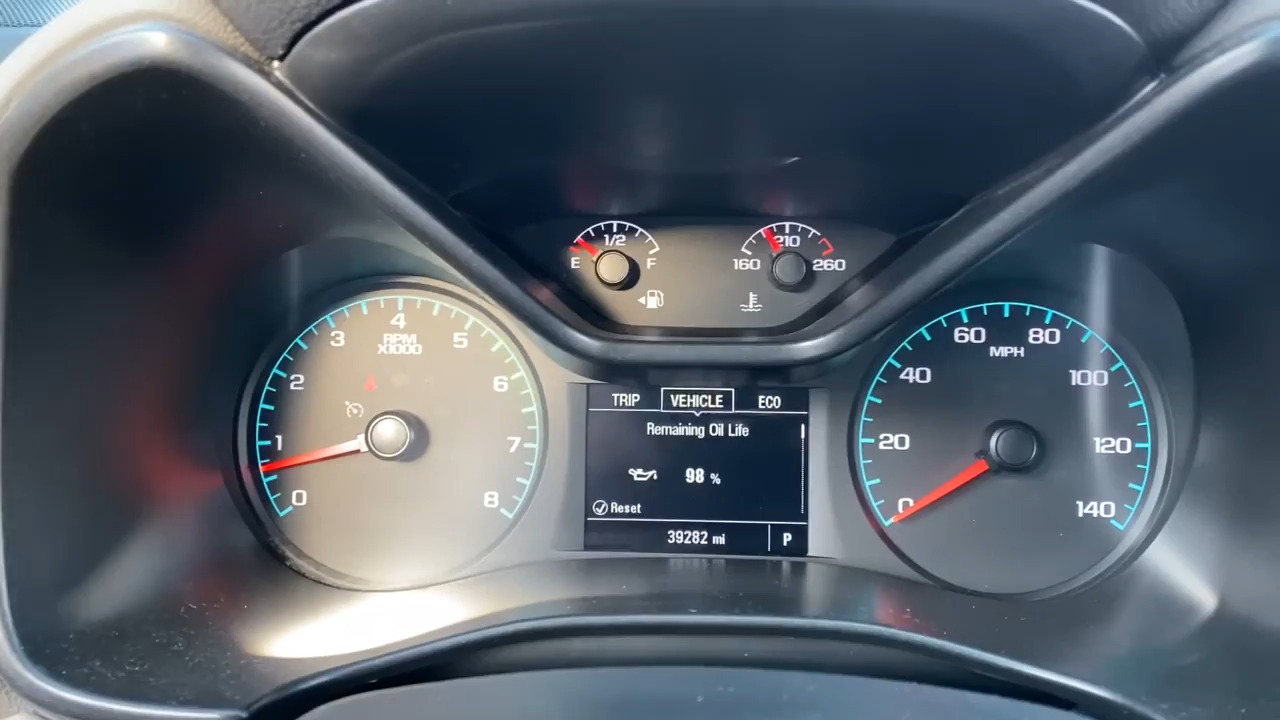 1/2
E F
210
160 260
4
3 5
RPM
X1000
2 6
1 7
0 8
60 80
MPH
40 100
20 120
0 140
TRIP VEHICLE ECO
Remaining Oil Life
98 %
Reset
39282 mi P